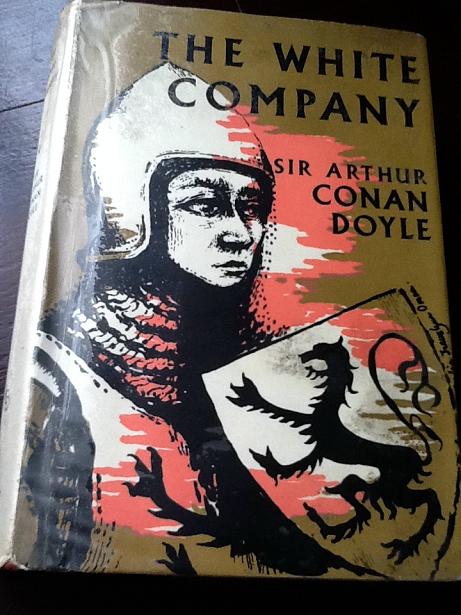 THE WHITE
COMPANY
SIR ARTHUR
CONAN
DOYLE